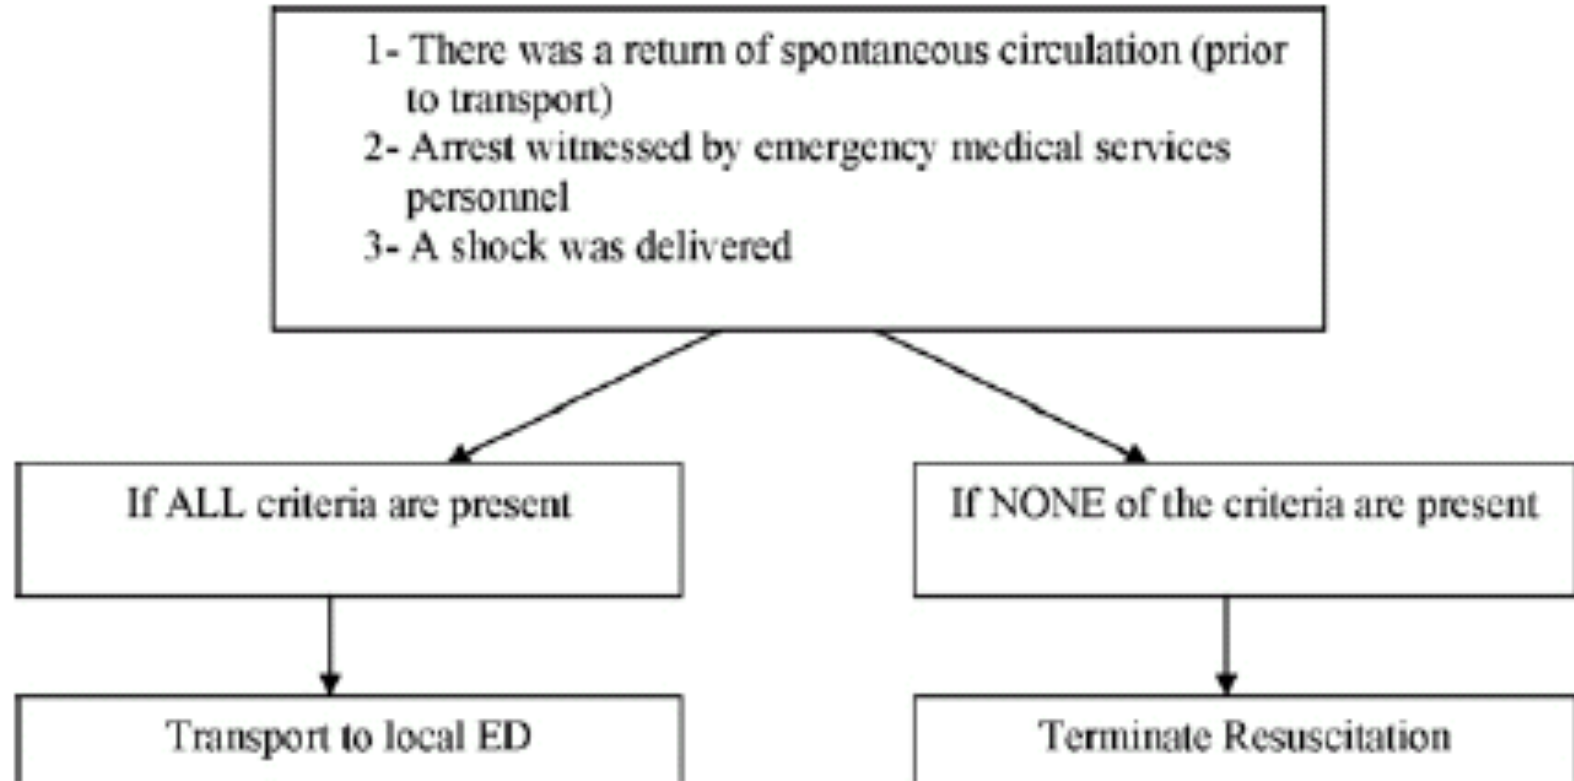 1- There was a return of spontaneous circulation (prior
to transport)
2- Arrest witnessed by emergency medical services
personnel
3- A shock was delivered
If ALL criteria are present
If NONE of the criteria are present
Transport to local ED
Terminate Resuscitation